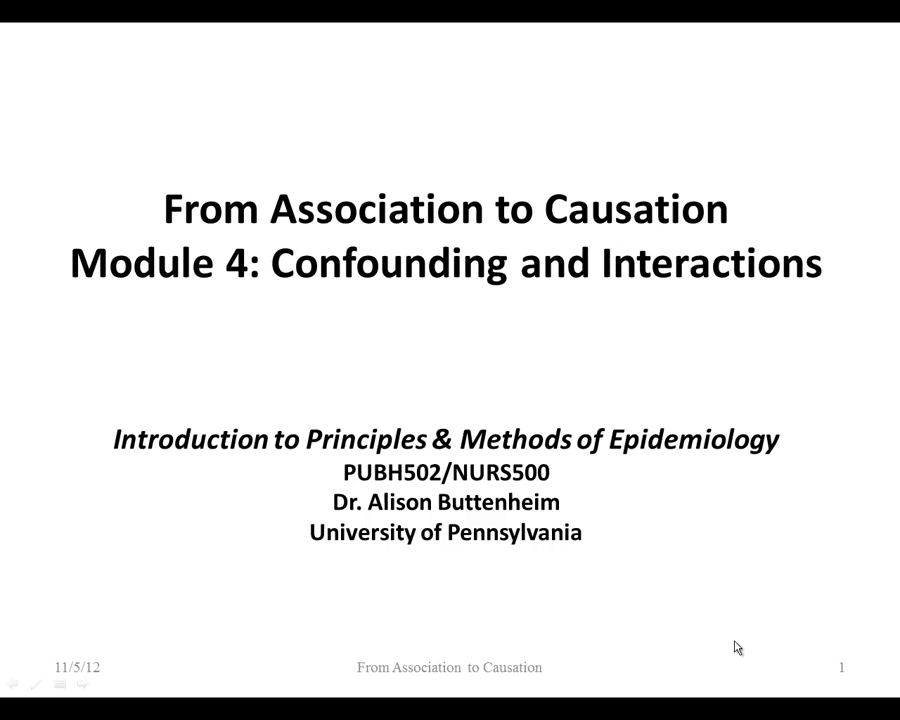 From Association to Causation
Module 4: Confounding and Interactions
Introduction to Principles & Methods of Epidemiology
PUBH502/NURS500
Dr. Alison Buttenheim
University of Pennsylvania
11/5/12
From Association to Causation
1